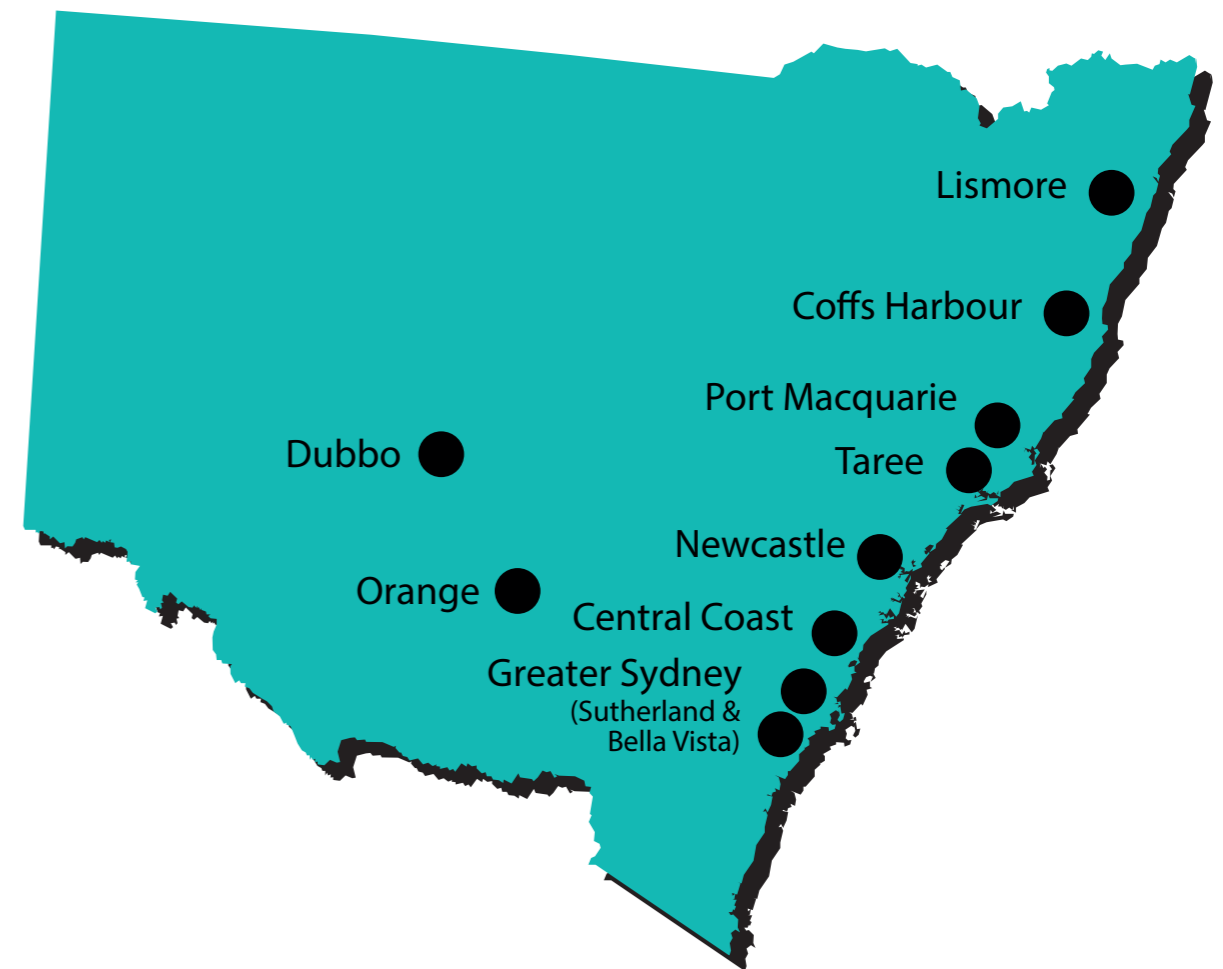 Lismore
Coffs Harbour
Port Macquarie
Dubbo
Taree
Newcastle
Orange
Central Coast
Greater Sydney
(Sutherland &
Bella Vista)